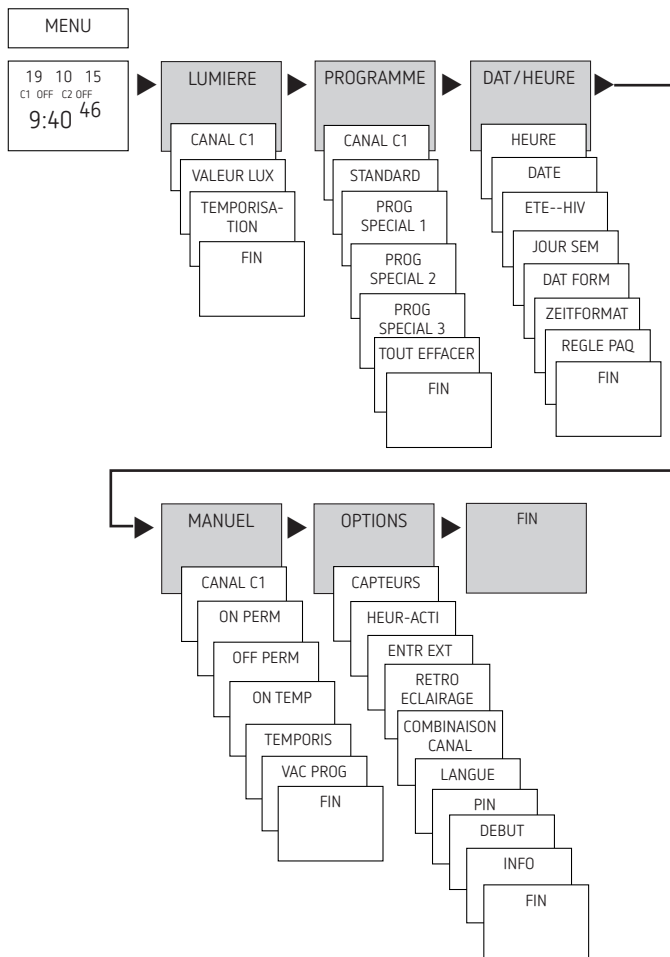 MENU
19 10 15
C1 OFF C2 OFF
9:40 46
LUMIERE
CANAL C1
VALEUR LUX
TEMPORISA-
TION
FIN
PROGRAMME
CANAL C1
STANDARD
PROG
SPECIAL 1
PROG
SPECIAL 2
PROG
SPECIAL 3
TOUT EFFACER
FIN
DAT/HEURE
HEURE
DATE
ETE--HIV
JOUR SEM
DAT FORM
ZEITFORMAT
REGLE PAQ
FIN
MANUEL
CANAL C1
ON PERM
OFF PERM
ON TEMP
TEMPORIS
VAC PROG
FIN
OPTIONS
CAPTEURS
HEUR-ACTI
ENTR EXT
RETRO
ECLAIRAGE
COMBINAISON
CANAL
LANGUE
PIN
DEBUT
INFO
FIN
FIN